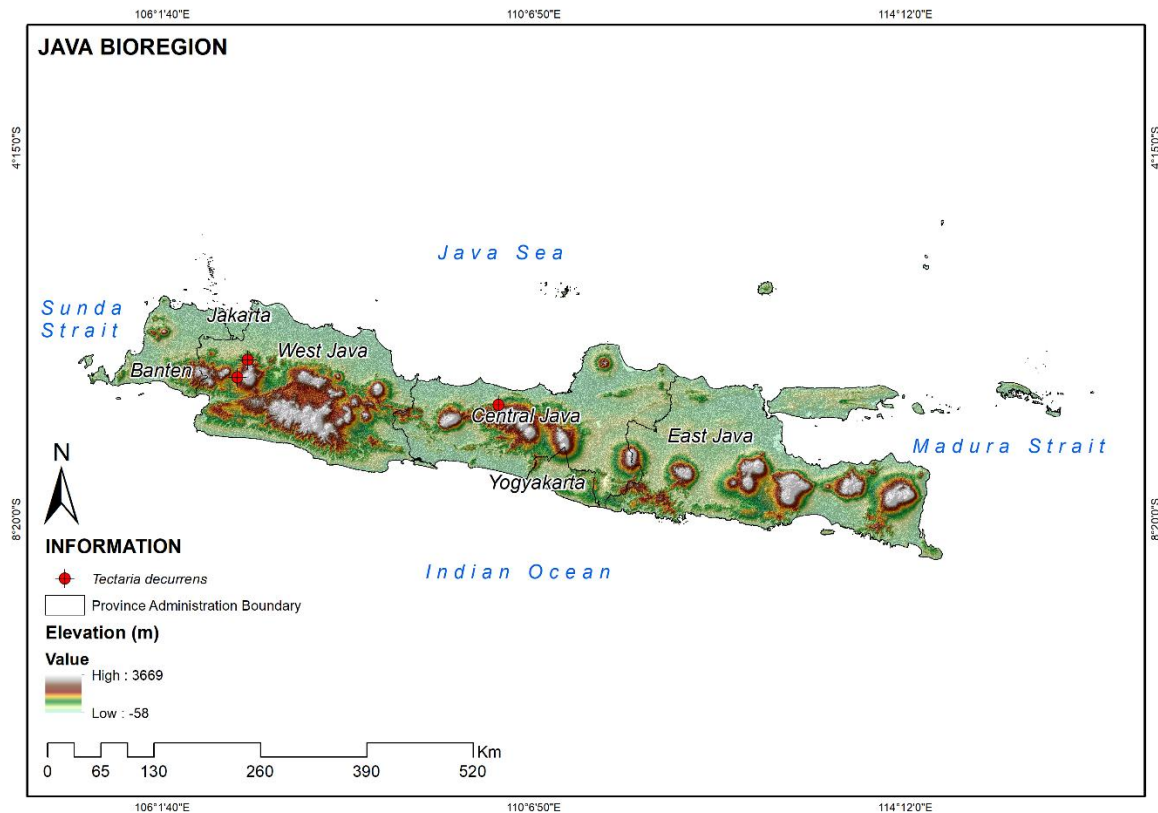 106°1'40"E
110°6'50"E
114°12'0"E
JAVA BIOREGION
4°15'0"S
4°15'0"S
Java Sea
Sunda
Strait
Jakarta
West Java
Banten
Central Java
East Java
Madura Strait
Yogyakarta
N
8°20'0"S
8°20'0"S
Indian Ocean
INFORMATION
Tectaria decurrens
Province Administration Boundary
Elevation (m)
Value
High : 3669
Low : -58
Km
0 65 130 260 390 520
106°1'40"E
110°6'50"E
114°12'0"E